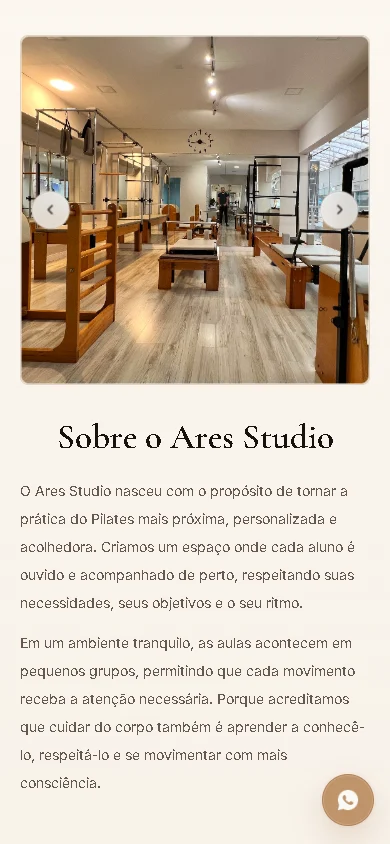 Sobre o Ares Studio
O Ares Studio nasceu com o propósito de tornar a
prática do Pilates mais próxima, personalizada e
acolhedora. Criamos um espaço onde cada aluno é
ouvido e acompanhado de perto, respeitando suas
necessidades, seus objetivos e o seu ritmo.
Em um ambiente tranquilo, as aulas acontecem em
pequenos grupos, permitindo que cada movimento
receba a atenção necessária. Porque acreditamos
que cuidar do corpo também é aprender a conhecê-
lo, respeitá-lo e se movimentar com mais
consciência.